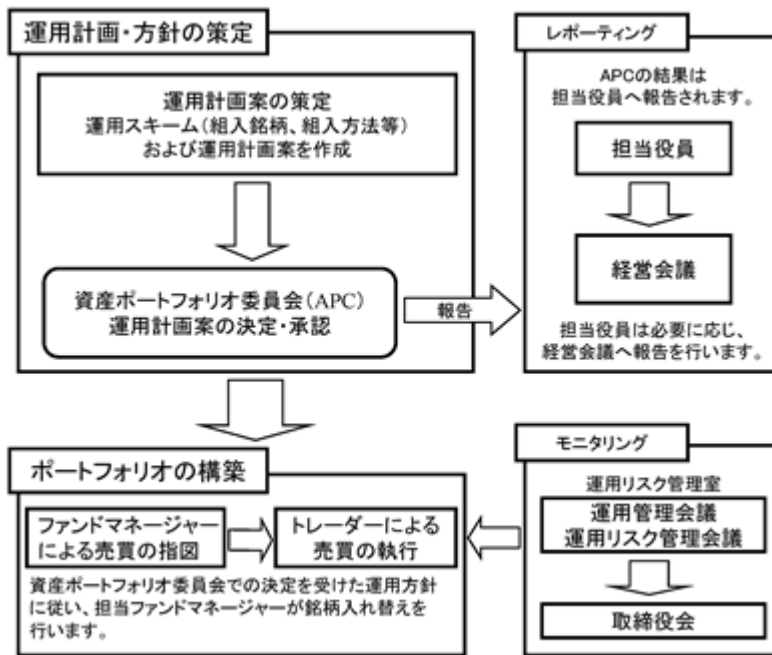 運用計画・方針の策定
運用計画案の策定
運用スキーム(組入銘柄、組入方法等)
および運用計画案を作成
資産ポートフォリオ委員会(APC)
運用計画案の決定・承認
報告
レポーティング
APCの結果は
担当役員へ報告されます。
担当役員
経営会議
担当役員は必要に応じ、
経営会議へ報告を行います。
ポートフォリオの構築
ファンドマネージャー
による売買の指図
トレーダーによる
売買の執行
資産ポートフォリオ委員会での決定を受けた運用方針
に従い、担当ファンドマネージャーが銘柄入れ替えを
行います。
モニタリング
運用リスク管理室
運用管理会議
運用リスク管理会議
取締役会